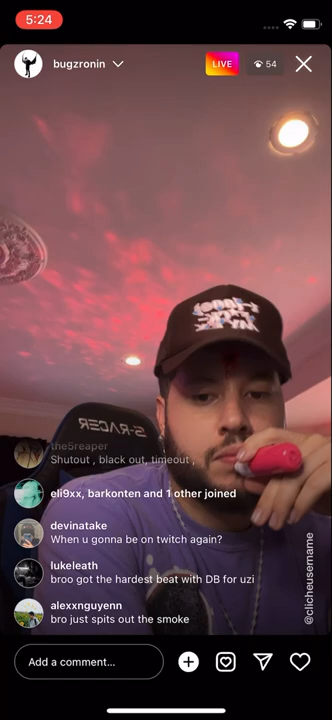 5:24
bugzronin
LIVE
54
S-RACER
the5reaper
Shutout , black out, timeout ,
eli9xx, barkonten and 1 other joined
devinatake
When u gonna be on twitch again?
lukeleath
broo got the hardest beat with DB for uzi
alexxnguyenn
bro just spits out the smoke
@clicheusername
Add a comment...